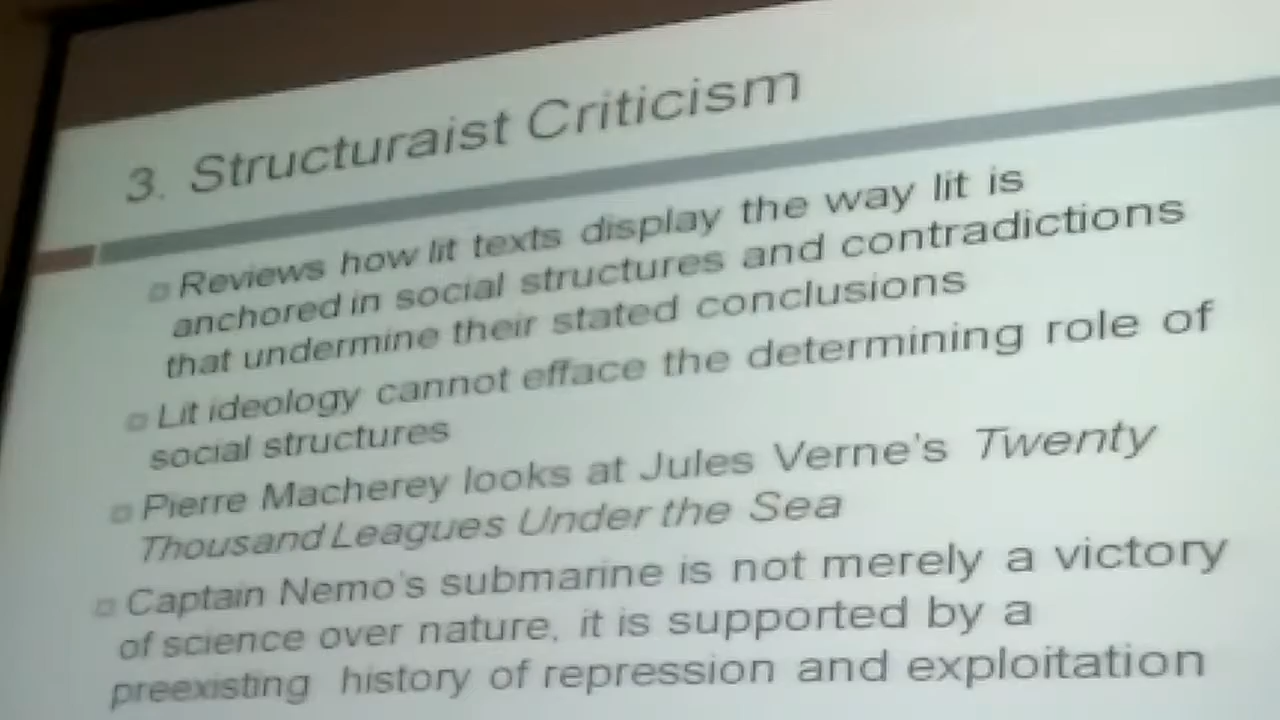 3. Structuraist Criticism
Reviews how lit texts display the way lit is
anchored in social structures and contradictions
that undermine their stated conclusions
Lit ideology cannot efface the determining role of
social structures
Pierre Macherey looks at Jules Verne's Twenty
Thousand Leagues Under the Sea
Captain Nemo's submarine is not merely a victory
of science over nature, it is supported by a
preexisting history of repression and exploitation